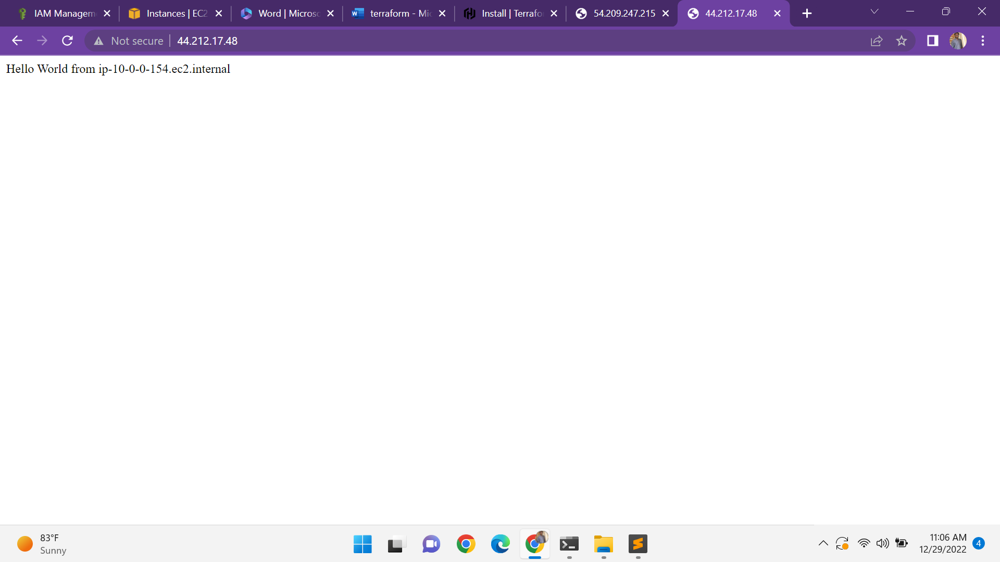 IAM Managem
Instances | EC2
Word | Microso
terraform - Mic
Install | Terrafo
54.209.247.215
44.212.17.48
Not secure
44.212.17.48
Hello World from ip-10-0-0-154.ec2.internal
83°F
Sunny
11:06 AM
12/29/2022
4